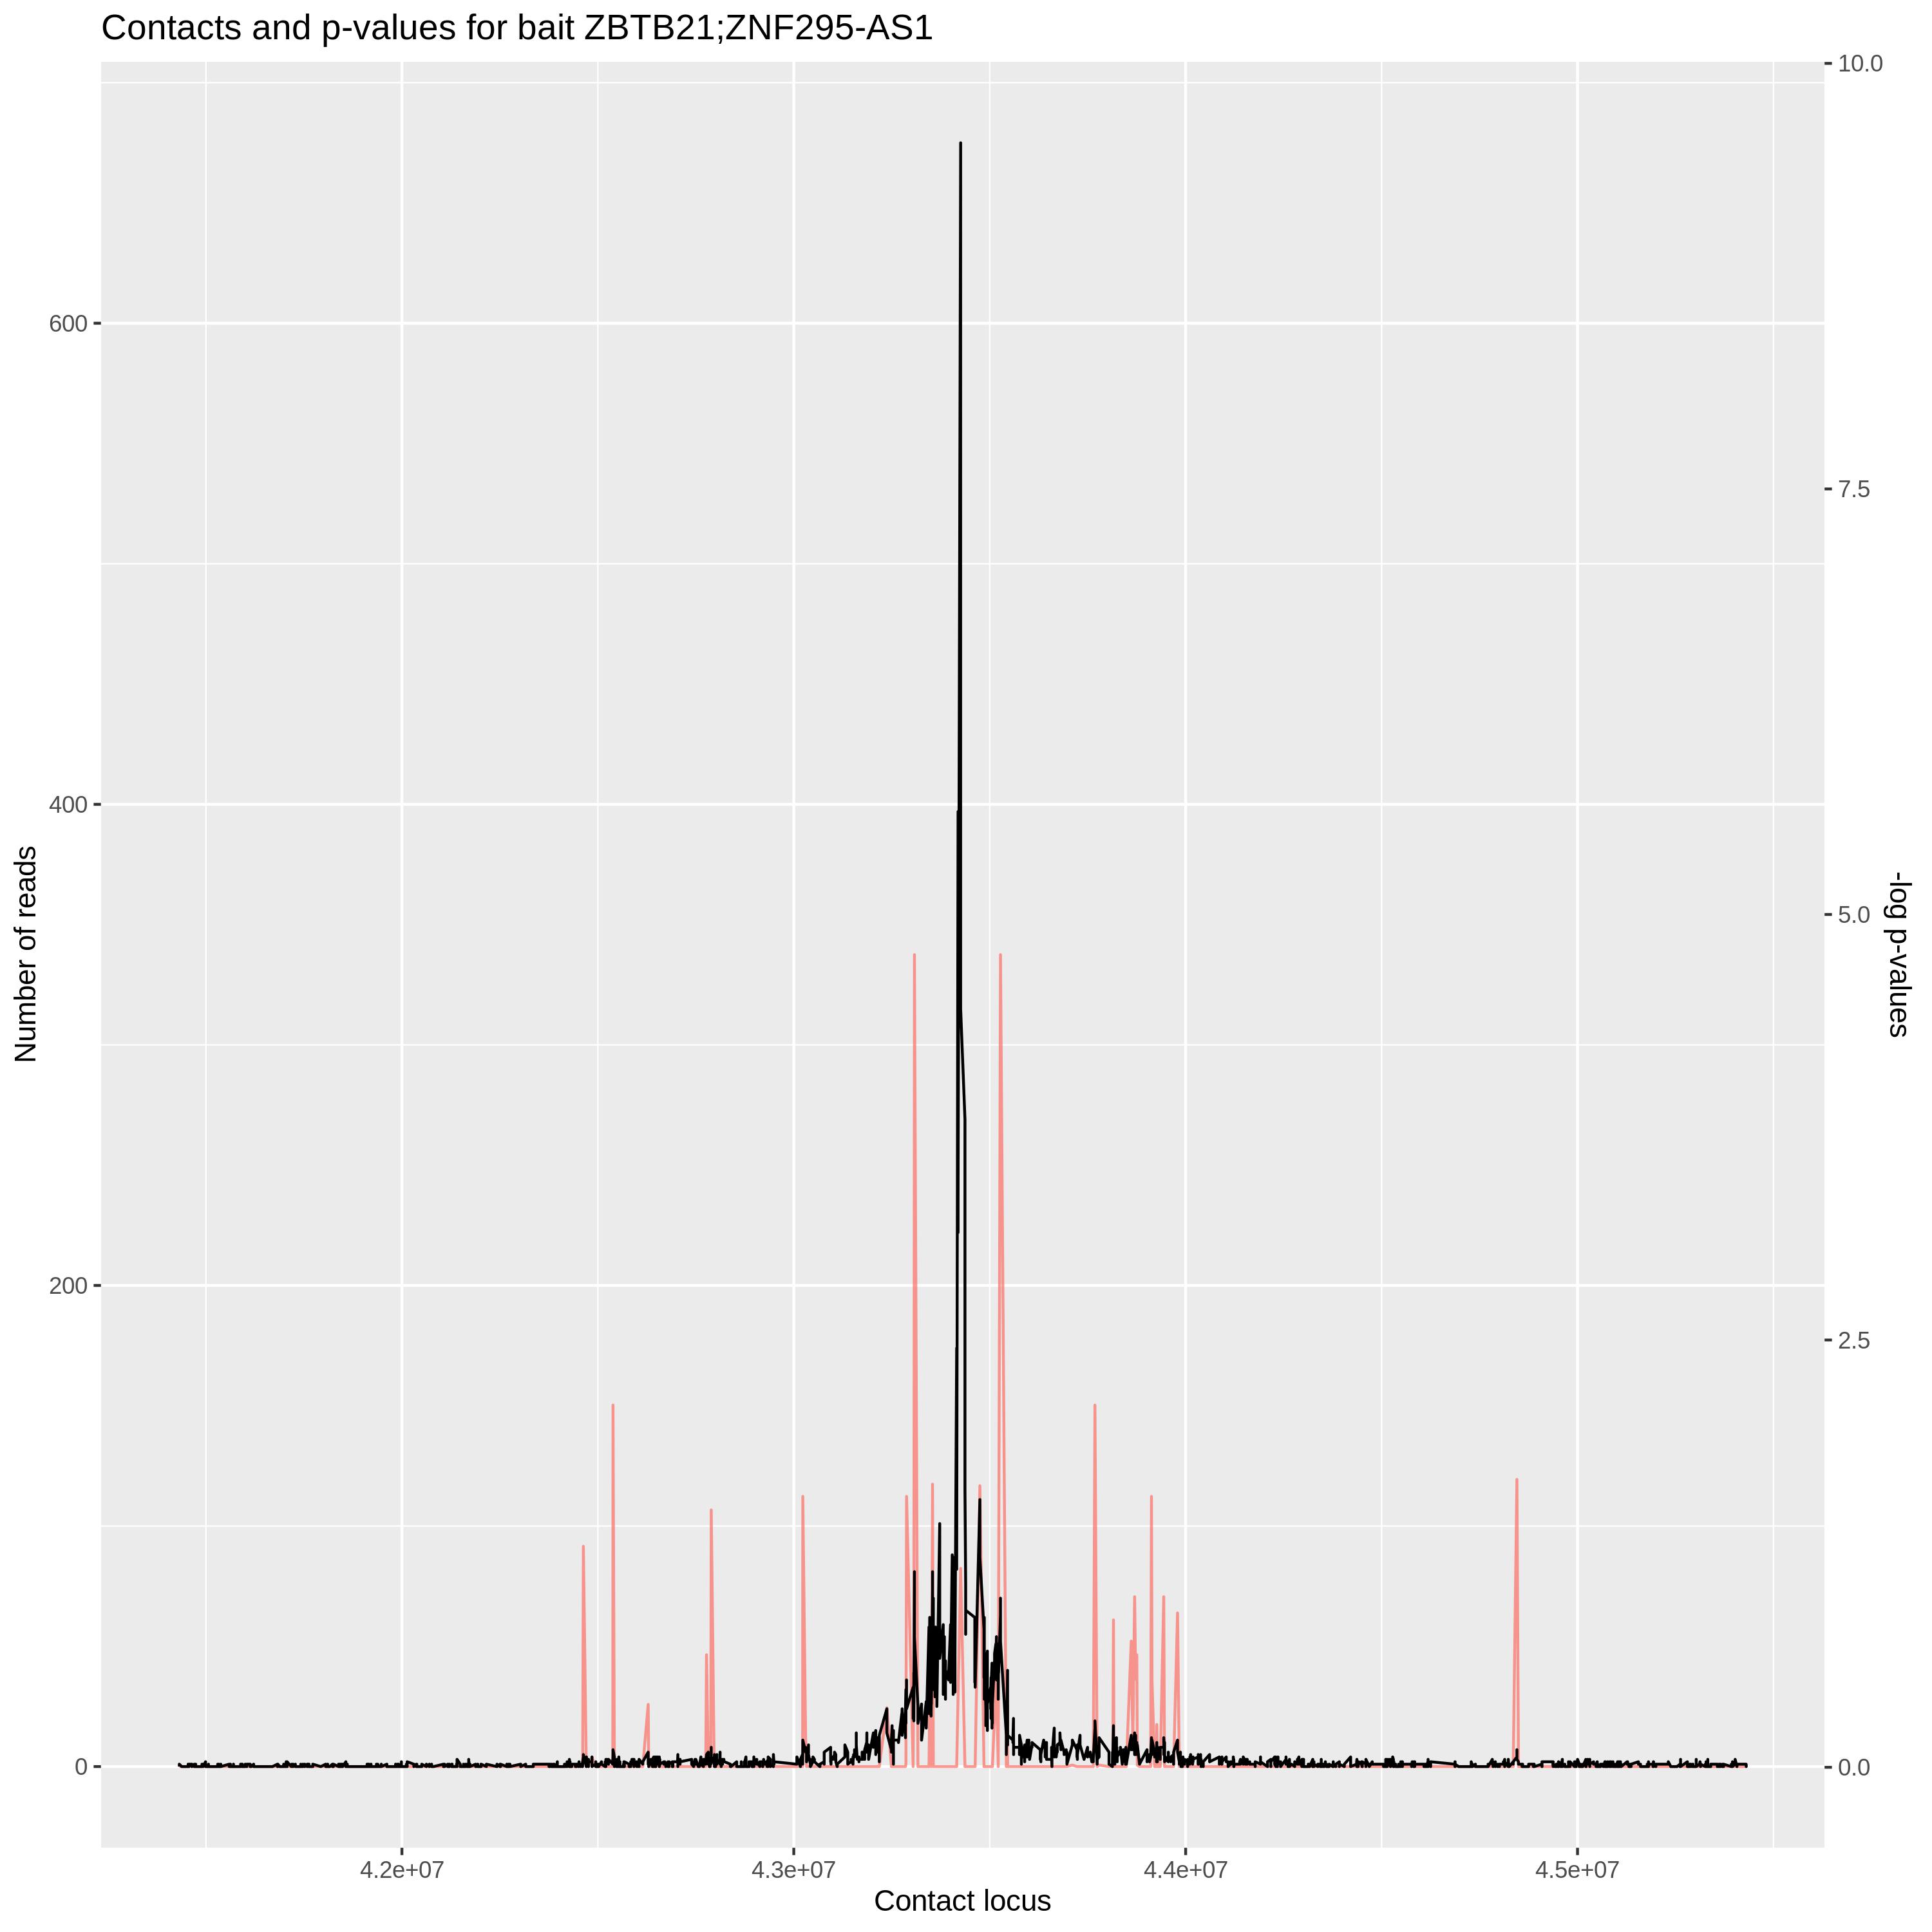 Contacts and p-values for bait ZBTB21;ZNF295-AS1
10.0
600
7.5
400
5.0
Number of reads
-log p-values
200
2.5
0
0.0
4.2e+07
4.3e+07
4.4e+07
4.5e+07
Contact locus